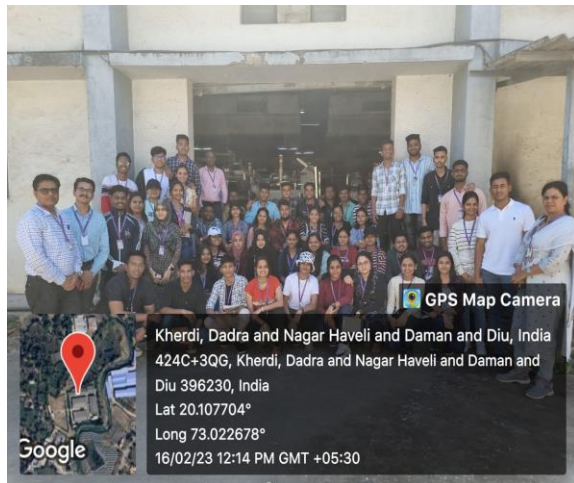 GPS Map Camera
Kherdi, Dadra and Nagar Haveli and Daman and Diu, India
424C+3QG, Kherdi, Dadra and Nagar Haveli and Daman and
Diu 396230, India
Lat 20.107704°
Long 73.022678°
16/02/23 12:14 PM GMT +05:30
Google